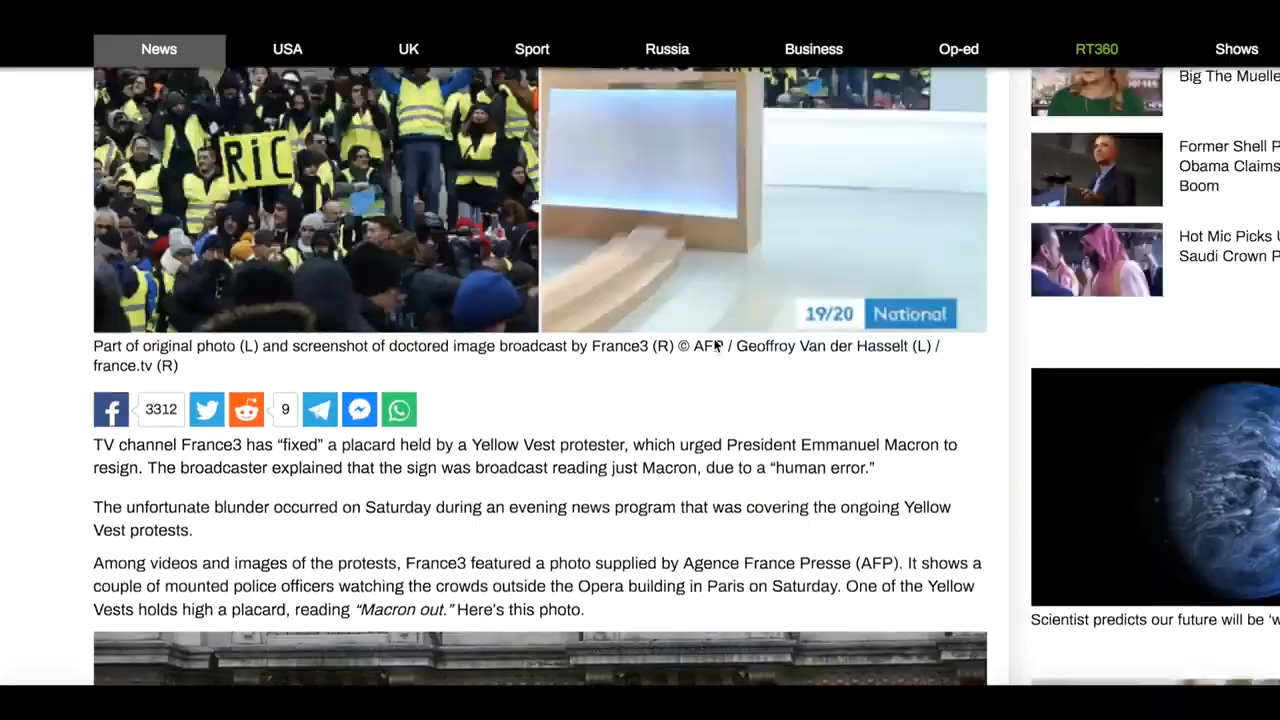 News USA UK Sport Russia Business Op-ed RT360 Shows
Big The Muelle
Former Shell P
Obama Claims
Boom
Hot Mic Picks U
Saudi Crown P
RiC
19/20 National
Part of original photo (L) and screenshot of doctored image broadcast by France3 (R) © AFP / Geoffroy Van der Hasselt (L) /
france.tv (R)
3312 9
TV channel France3 has “fixed” a placard held by a Yellow Vest protester, which urged President Emmanuel Macron to
resign. The broadcaster explained that the sign was broadcast reading just Macron, due to a “human error.”
The unfortunate blunder occurred on Saturday during an evening news program that was covering the ongoing Yellow
Vest protests.
Among videos and images of the protests, France3 featured a photo supplied by Agence France Presse (AFP). It shows a
couple of mounted police officers watching the crowds outside the Opera building in Paris on Saturday. One of the Yellow
Vests holds high a placard, reading “Macron out.” Here’s this photo.
Scientist predicts our future will be ‘w